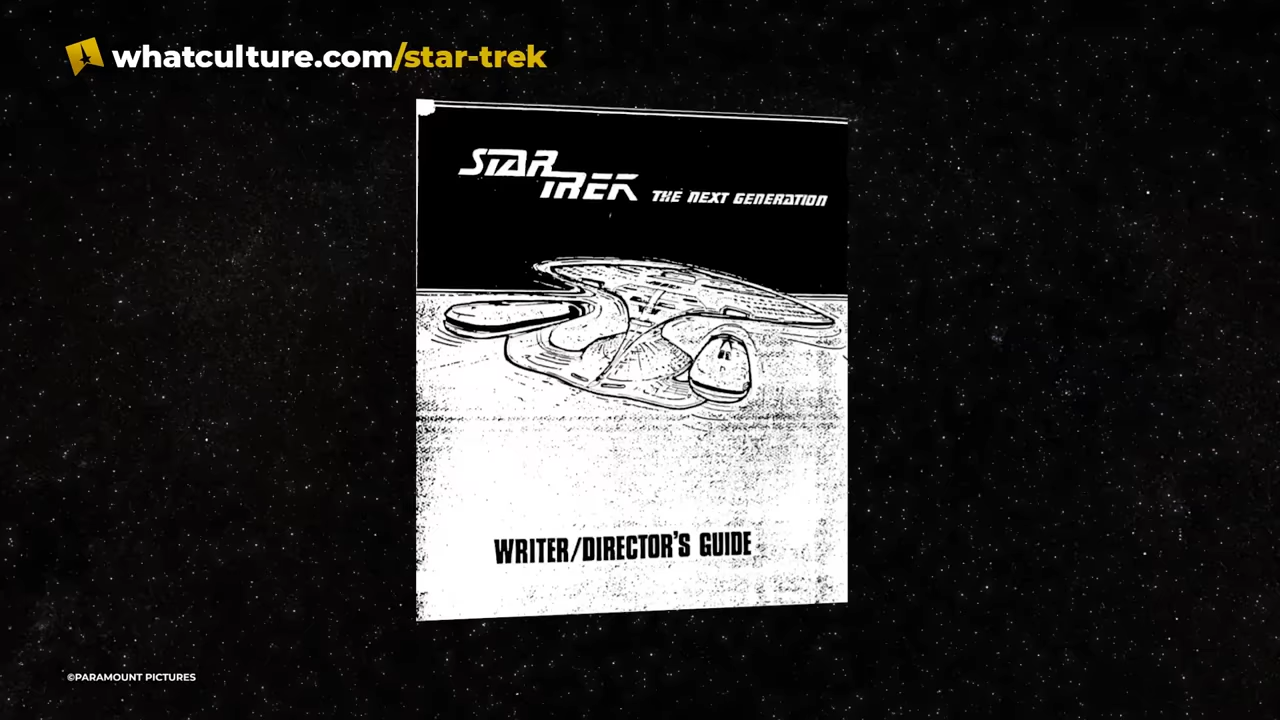 whatculture.com/star-trek
STAR
TREK THE NEXT GENERATION
WRITER/DIRECTOR'S GUIDE
©PARAMOUNT PICTURES